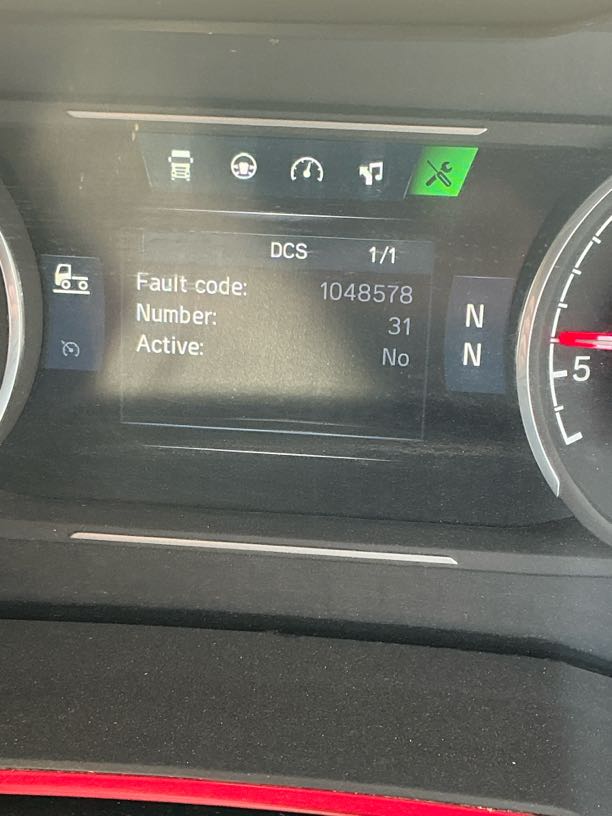 DCS 1/1
Fault code: 1048578
Number: 31
Active: No
N
N
5